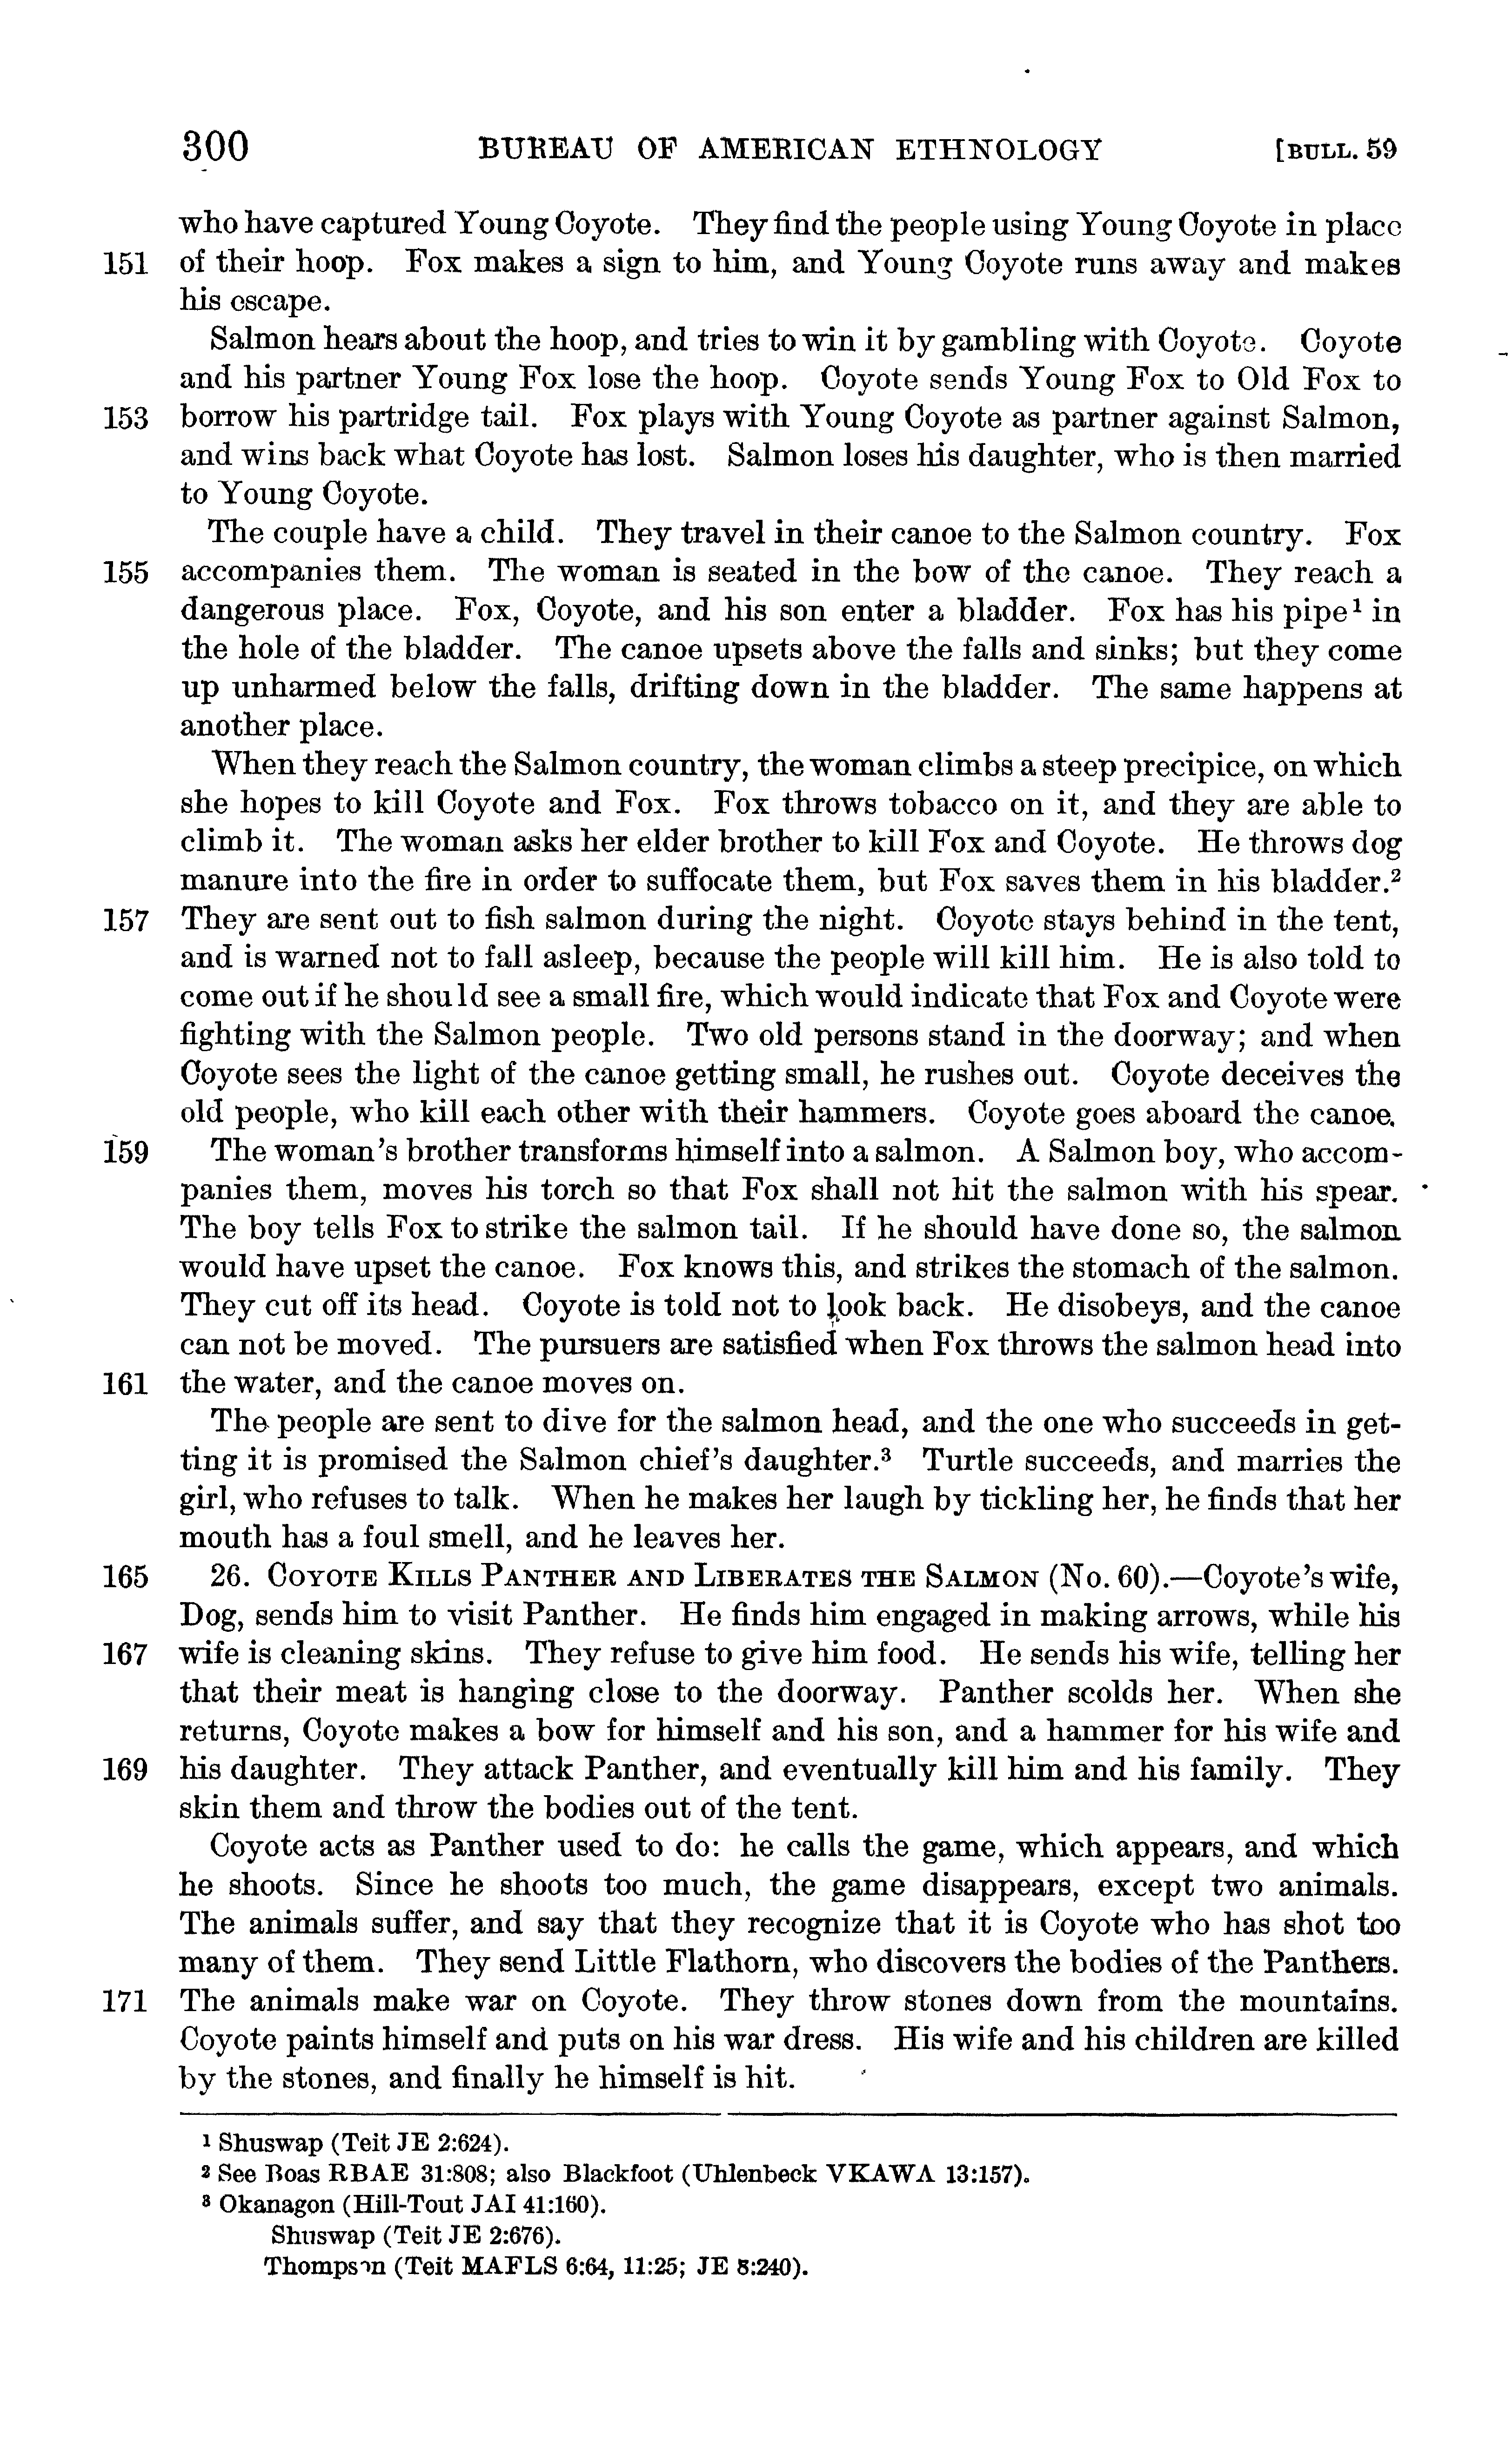 300 BUREAU OF AMERICAN ETHNOLOGY [BULL. 59
who have captured Young Coyote. They find the people using Young Coyote in place
151 of their hoop. Fox makes a sign to him, and Young Coyote runs away and makes
his escape.
Salmon hears about the hoop, and tries to win it by gambling with Coyote. Coyote
and his partner Young Fox lose the hoop. Coyote sends Young Fox to Old Fox to
153 borrow his partridge tail. Fox plays with Young Coyote as partner against Salmon,
and wins back what Coyote has lost. Salmon loses his daughter, who is then married
to Young Coyote.
The couple have a child. They travel in their canoe to the Salmon country. Fox
155 accompanies them. The woman is seated in the bow of the canoe. They reach a
dangerous place. Fox, Coyote, and his son enter a bladder. Fox has his pipe¹ in
the hole of the bladder. The canoe upsets above the falls and sinks; but they come
up unharmed below the falls, drifting down in the bladder. The same happens at
another place.
When they reach the Salmon country, the woman climbs a steep precipice, on which
she hopes to kill Coyote and Fox. Fox throws tobacco on it, and they are able to
climb it. The woman asks her elder brother to kill Fox and Coyote. He throws dog
manure into the fire in order to suffocate them, but Fox saves them in his bladder.²
157 They are sent out to fish salmon during the night. Coyote stays behind in the tent,
and is warned not to fall asleep, because the people will kill him. He is also told to
come out if he should see a small fire, which would indicate that Fox and Coyote were
fighting with the Salmon people. Two old persons stand in the doorway; and when
Coyote sees the light of the canoe getting small, he rushes out. Coyote deceives the
old people, who kill each other with their hammers. Coyote goes aboard the canoe.
159 The woman's brother transforms himself into a salmon. A Salmon boy, who accom-
panies them, moves his torch so that Fox shall not hit the salmon with his spear.
The boy tells Fox to strike the salmon tail. If he should have done so, the salmon
would have upset the canoe. Fox knows this, and strikes the stomach of the salmon.
They cut off its head. Coyote is told not to look back. He disobeys, and the canoe
can not be moved. The pursuers are satisfied when Fox throws the salmon head into
161 the water, and the canoe moves on.
The people are sent to dive for the salmon head, and the one who succeeds in get-
ting it is promised the Salmon chief's daughter.³ Turtle succeeds, and marries the
girl, who refuses to talk. When he makes her laugh by tickling her, he finds that her
mouth has a foul smell, and he leaves her.
165 26. COYOTE KILLS PANTHER AND LIBERATES THE SALMON (No. 60).—Coyote's wife,
Dog, sends him to visit Panther. He finds him engaged in making arrows, while his
167 wife is cleaning skins. They refuse to give him food. He sends his wife, telling her
that their meat is hanging close to the doorway. Panther scolds her. When she
returns, Coyote makes a bow for himself and his son, and a hammer for his wife and
169 his daughter. They attack Panther, and eventually kill him and his family. They
skin them and throw the bodies out of the tent.
Coyote acts as Panther used to do: he calls the game, which appears, and which
he shoots. Since he shoots too much, the game disappears, except two animals.
The animals suffer, and say that they recognize that it is Coyote who has shot too
many of them. They send Little Flathorn, who discovers the bodies of the Panthers.
171 The animals make war on Coyote. They throw stones down from the mountains.
Coyote paints himself and puts on his war dress. His wife and his children are killed
by the stones, and finally he himself is hit.
¹ Shuswap (Teit JE 2:624).
² See Boas RBAE 31:808; also Blackfoot (Uhlenbeck VKAWA 13:157).
³ Okanagon (Hill-Tout JAI 41:160).
Shuswap (Teit JE 2:676).
Thompson (Teit MAFLS 6:64, 11:25; JE 8:240).